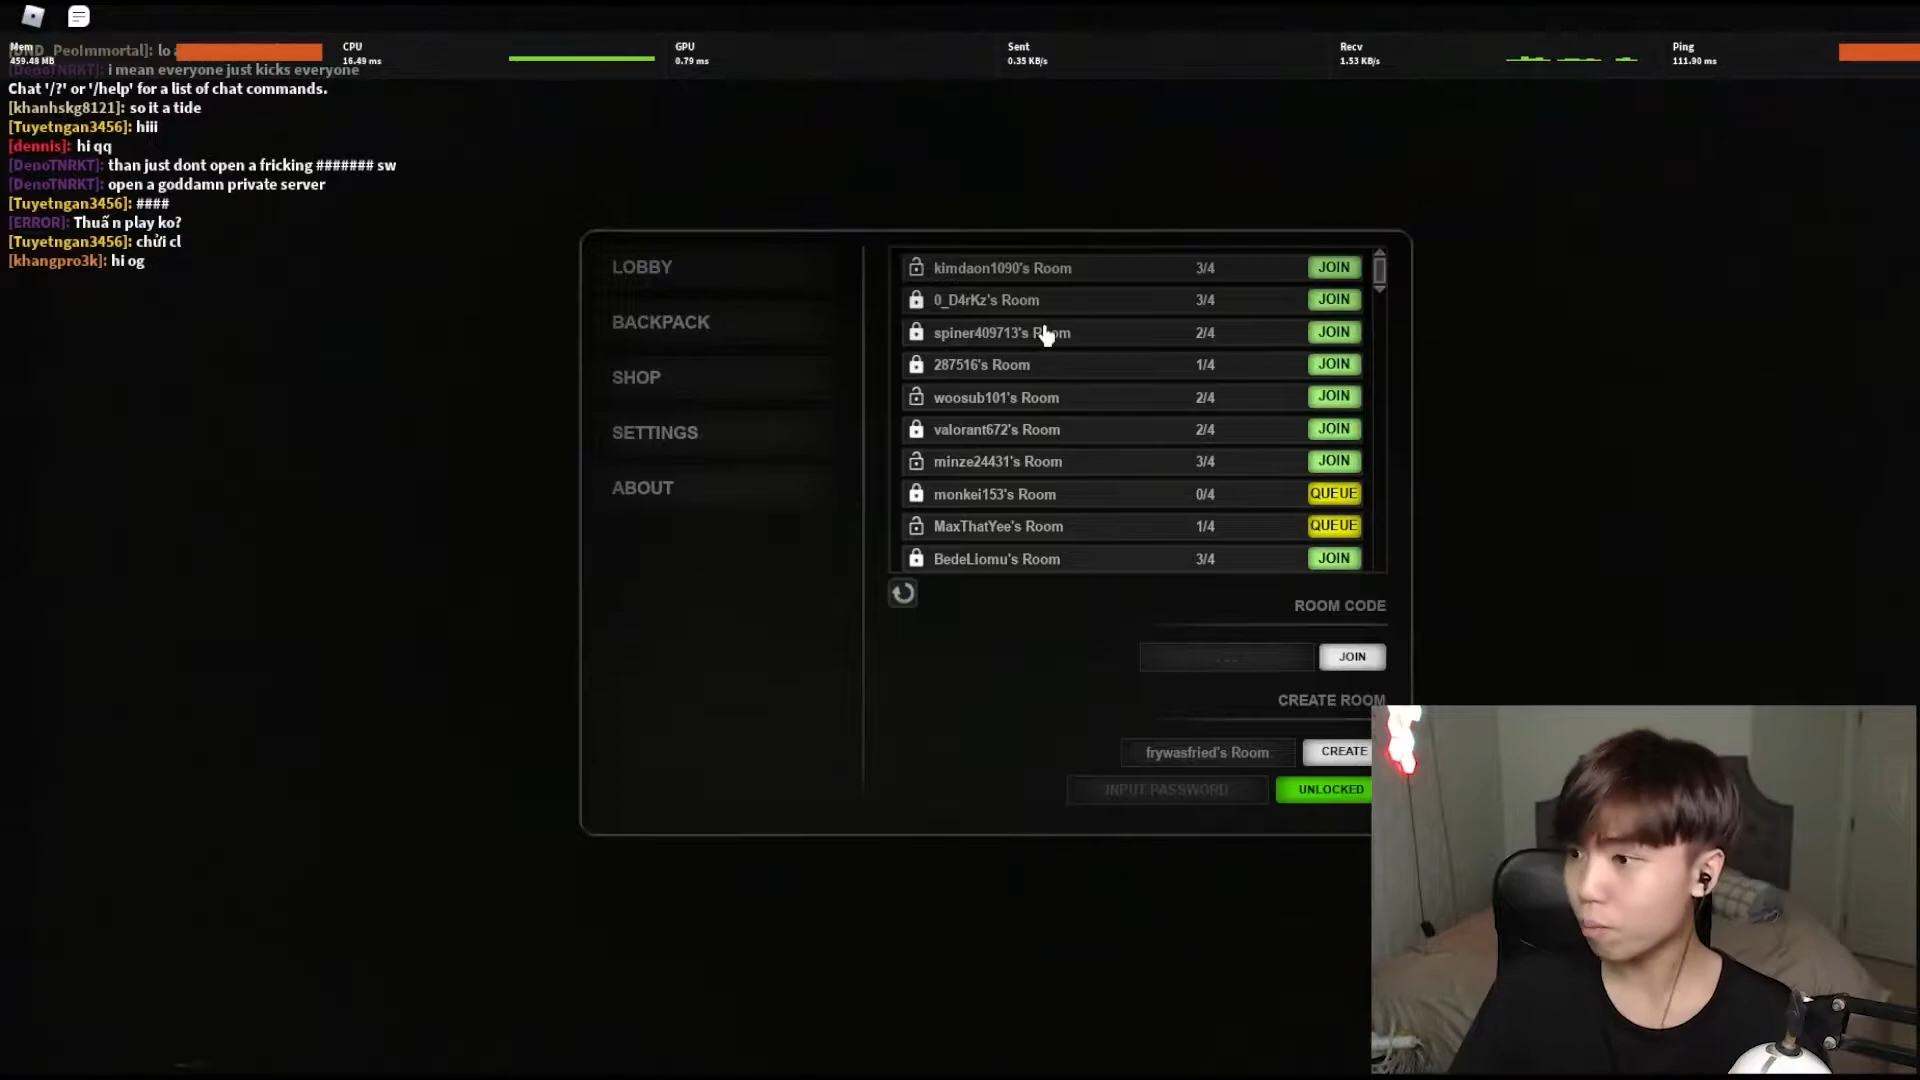 Mem
459.48 MB
CPU
16.49 ms
GPU
0.79 ms
Sent
0.35 KB/s
Recv
1.53 KB/s
Ping
111.90 ms
[DND_PeoImmortal]: lo
[DenoTNRKT]: i mean everyone just kicks everyone
Chat '/?' or '/help' for a list of chat commands.
[khanhskg8121]: so it a tide
[Tuyetngan3456]: hiii
[dennis]: hi qq
[DenoTNRKT]: than just dont open a fricking ####### sw
[DenoTNRKT]: open a goddamn private server
[Tuyetngan3456]: ####
[ERROR]: Thuấn play ko?
[Tuyetngan3456]: chửi cl
[khangpro3k]: hi og
LOBBY
BACKPACK
SHOP
SETTINGS
ABOUT
kimdaon1090's Room 3/4 JOIN
0_D4rKz's Room 3/4 JOIN
spiner409713's Room 2/4 JOIN
287516's Room 1/4 JOIN
woosub101's Room 2/4 JOIN
valorant672's Room 2/4 JOIN
minze24431's Room 3/4 JOIN
monkei153's Room 0/4 QUEUE
MaxThatYee's Room 1/4 QUEUE
BedeLiomu's Room 3/4 JOIN
ROOM CODE
JOIN
CREATE ROOM
frywasfried's Room CREATE
INPUT PASSWORD UNLOCKED